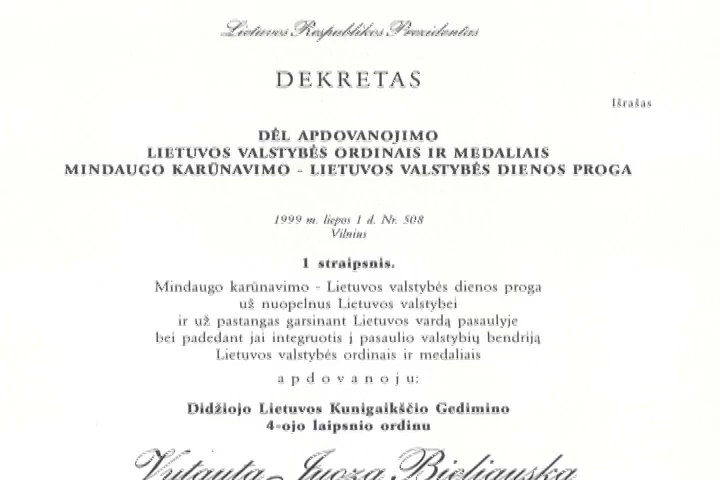 Lietuvos Respublikos Prezidentas
DEKRETAS
Išrašas
DĖL APDOVANOJIMO
LIETUVOS VALSTYBĖS ORDINAIS IR MEDALIAIS
MINDAUGO KARŪNAVIMO - LIETUVOS VALSTYBĖS DIENOS PROGA
1999 m. liepos 1 d. Nr. 508
Vilnius
1 straipsnis.
Mindaugo karūnavimo - Lietuvos valstybės dienos proga
už nuopelnus Lietuvos valstybei
ir už pastangas garsinant Lietuvos vardą pasaulyje
bei padedant jai integruotis į pasaulio valstybių bendriją
Lietuvos valstybės ordinais ir medaliais
apdovanoju:
Didžiojo Lietuvos Kunigaikščio Gedimino
4-ojo laipsnio ordinu
Vytautą Juozą Bieliauską